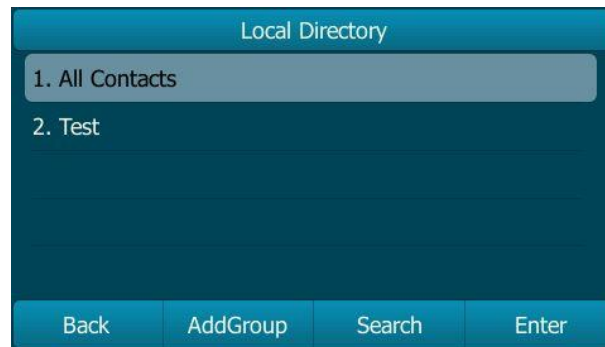 Local Directory
1. All Contacts
2. Test
Back AddGroup Search Enter